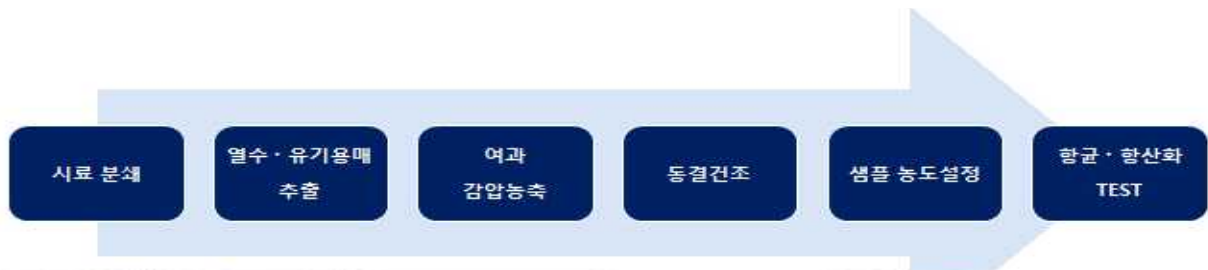 시료 분쇄
열수 · 유기용매
추출
여과
감압농축
동결건조
샘플 농도설정
항균 · 항산화
TEST